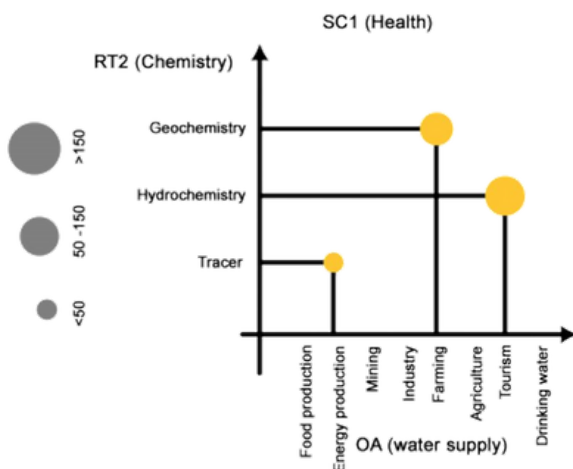 SC1 (Health)
RT2 (Chemistry)
Geochemistry
Hydrochemistry
Tracer
>150
50 -150
<50
Food production
Energy production
Mining
Industry
Farming
Agriculture
Tourism
Drinking water
OA (water supply)